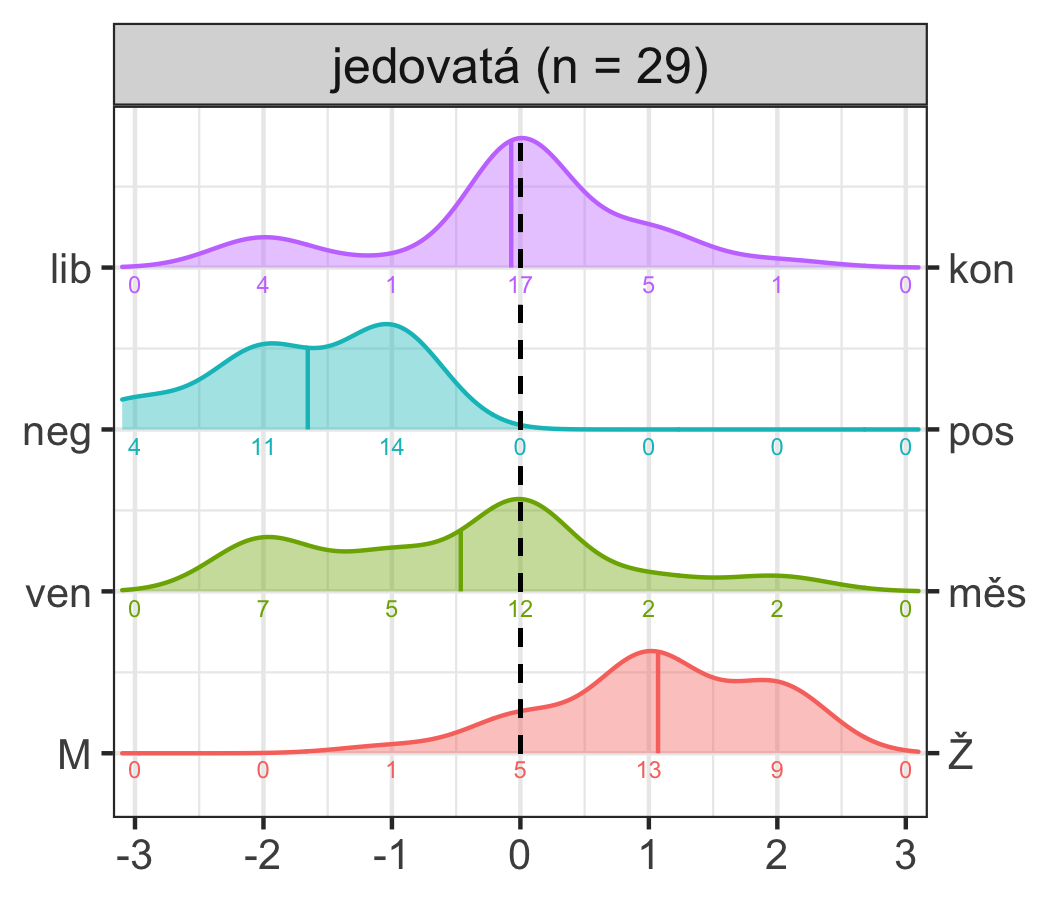 jedovatá (n = 29)
lib kon
0 4 1 17 5 1 0
neg pos
4 11 14 0 0 0 0
ven měs
0 7 5 12 2 2 0
M Ž
0 0 1 5 13 9 0
-3 -2 -1 0 1 2 3